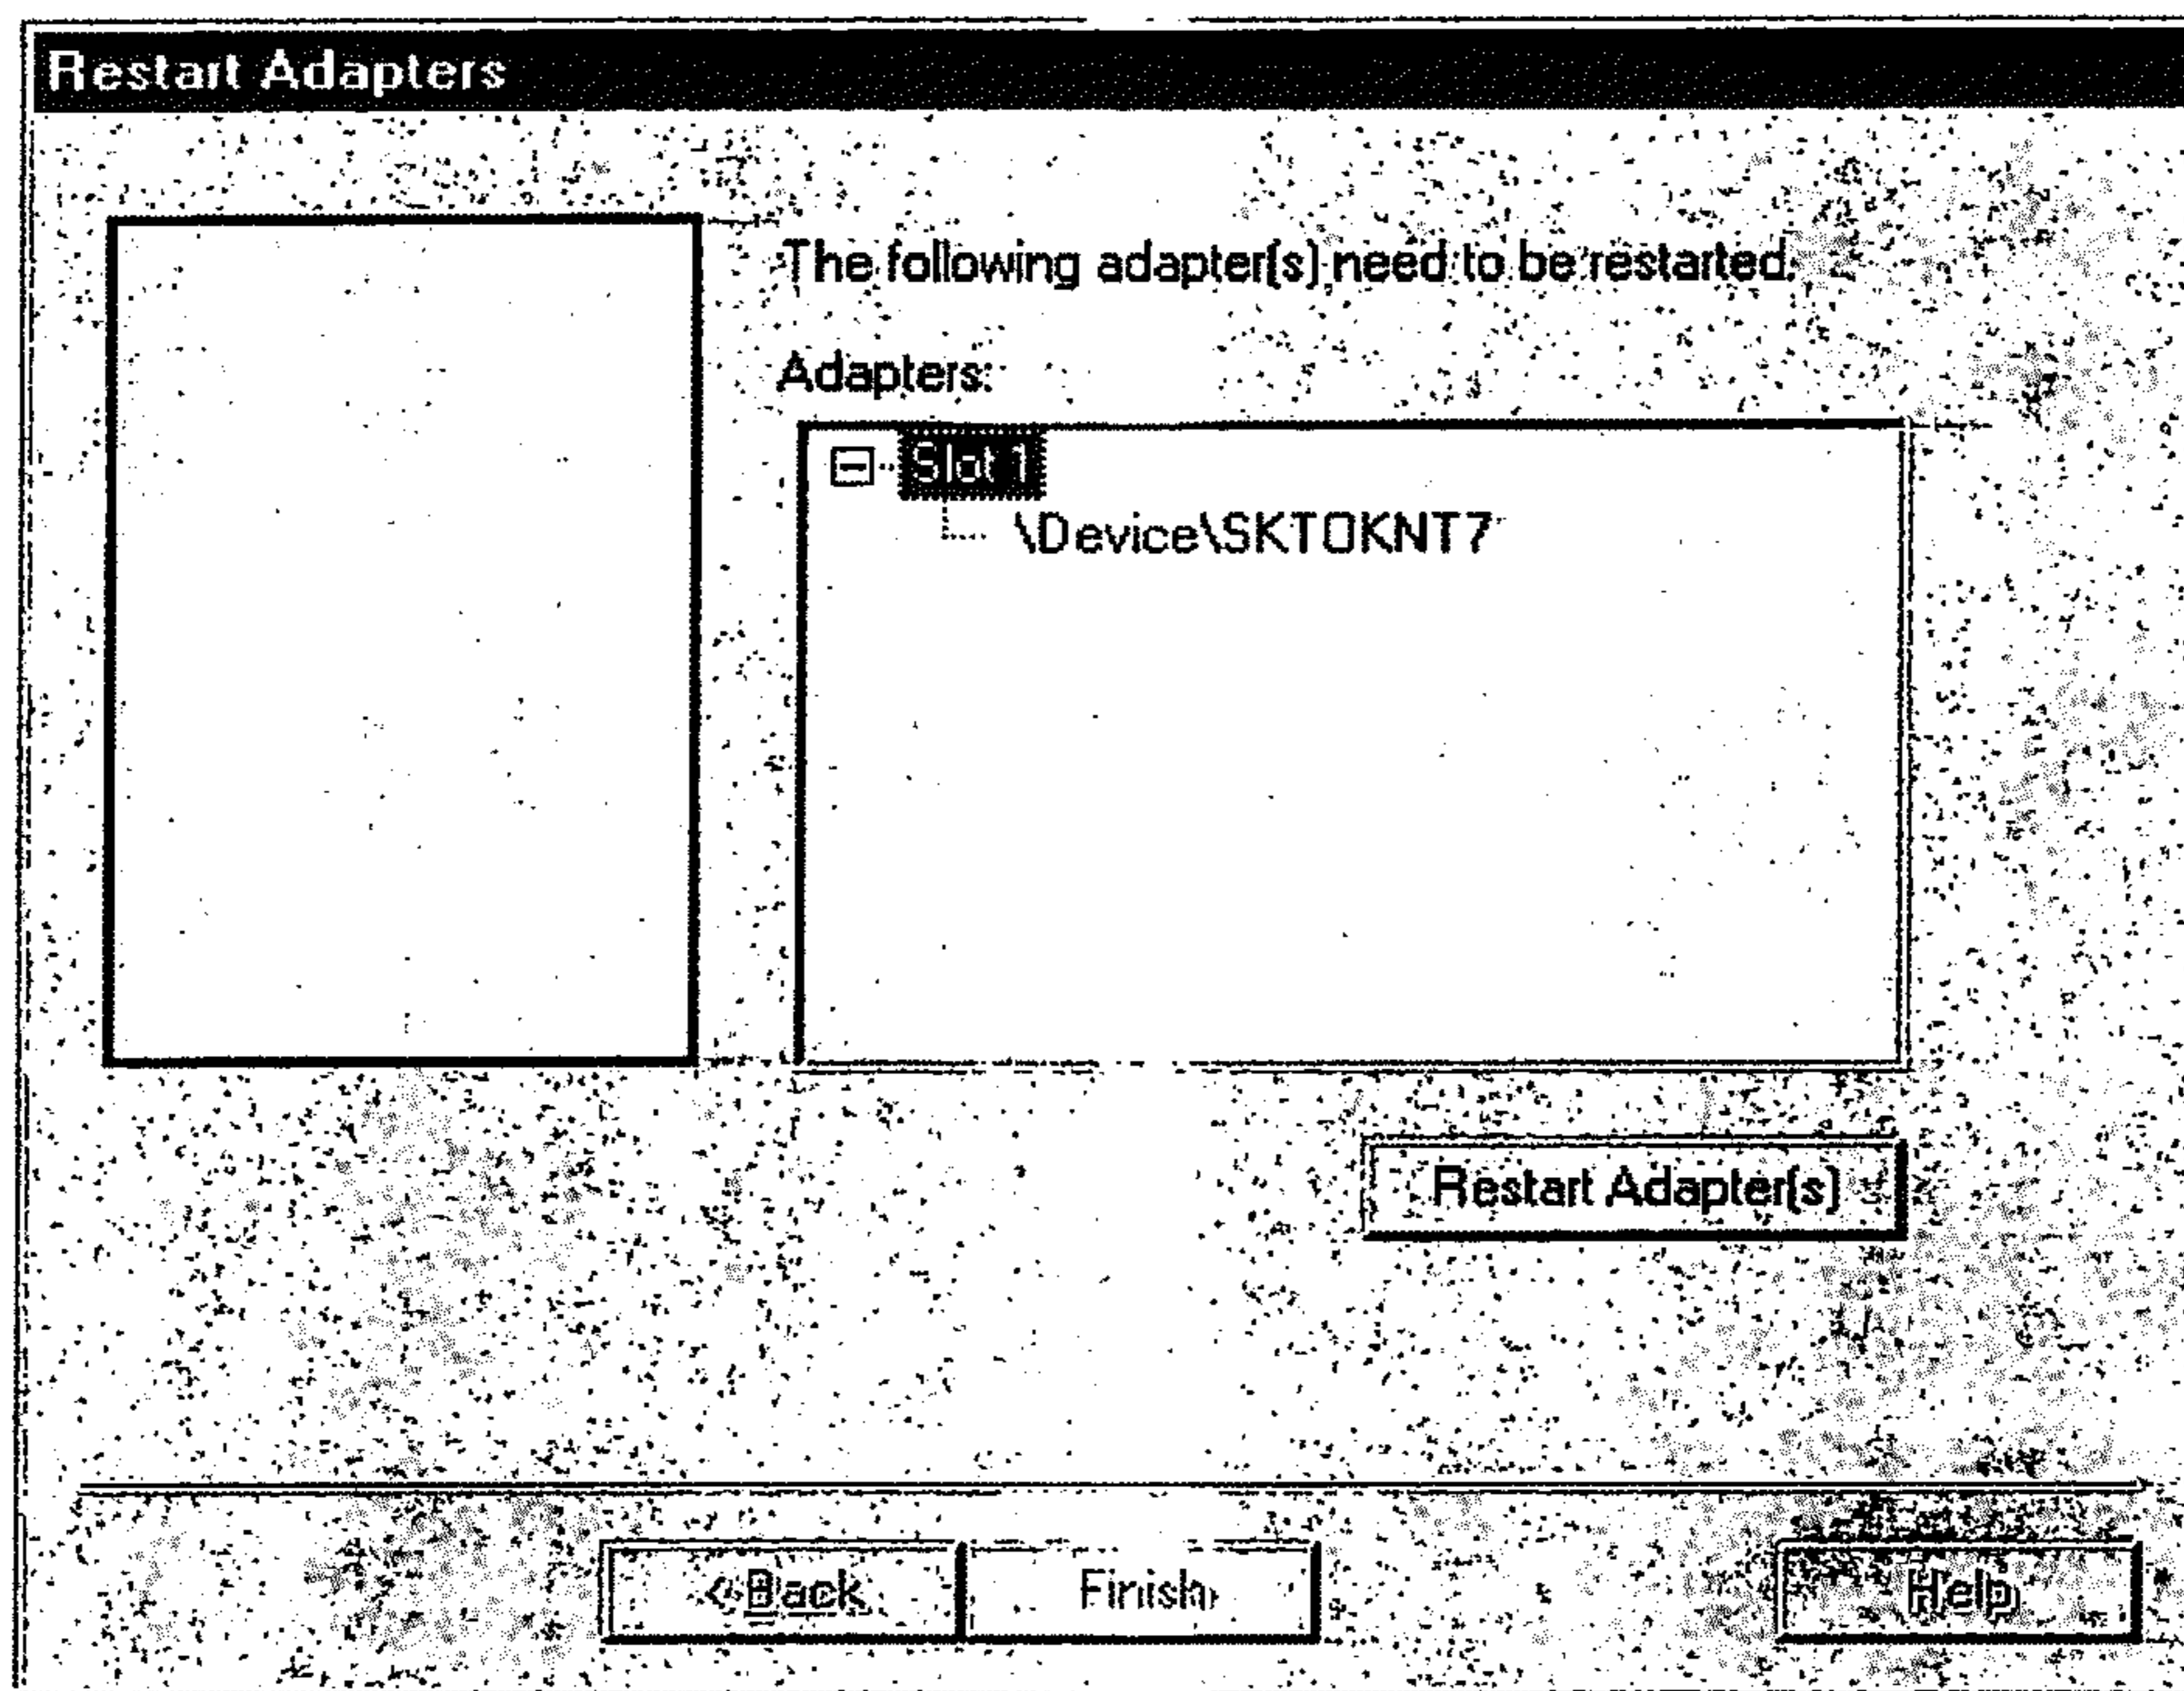 Restart Adapters
The following adapter(s) need to be restarted.
Adapters:
Slot 1
\Device\SKTOKNT7
Restart Adapter(s)
< Back
Finish
Help